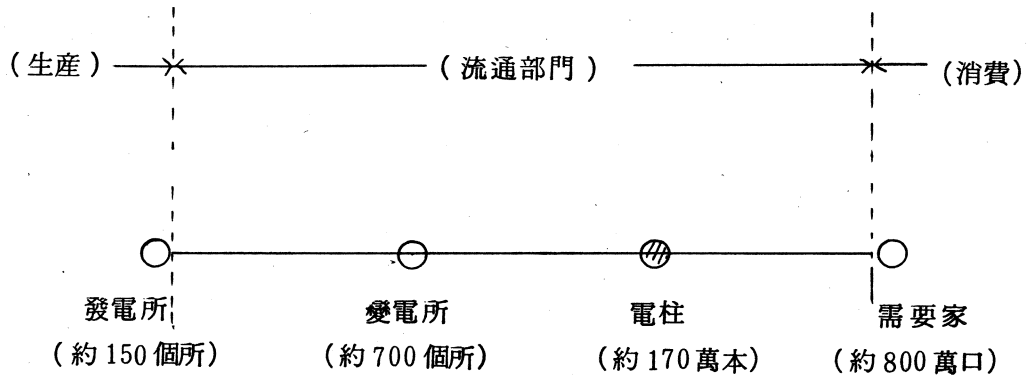 (生産) (流通部門) (消費)
發電所 變電所 電柱 需要家
(約150個所) (約700個所) (約170萬本) (約800萬口)